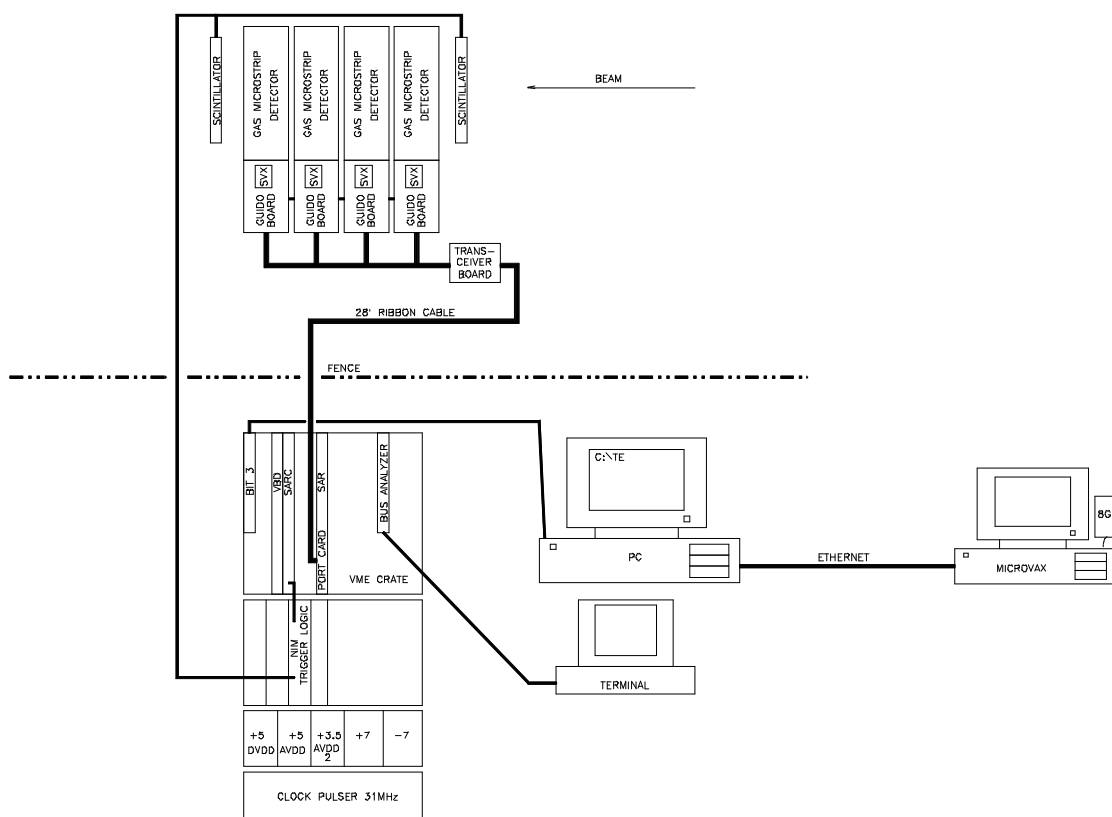 SCINTILLATOR
GAS MICROSTRIP
DETECTOR
GAS MICROSTRIP
DETECTOR
GAS MICROSTRIP
DETECTOR
GAS MICROSTRIP
DETECTOR
SCINTILLATOR
BEAM
SVX
SVX
SVX
SVX
GUIDO
BOARD
GUIDO
BOARD
GUIDO
BOARD
GUIDO
BOARD
TRANS-
CEIVER
BOARD
28' RIBBON CABLE
FENCE
BIT 3
VBD
SARC
SAR
PORT CARD
BUS ANALYZER
VME CRATE
C:\TE
PC
ETHERNET
8G
MICROVAX
NIM
TRIGGER LOGIC
TERMINAL
+5
DVDD
+5
AVDD
+3.5
AVDD
2
+7
-7
CLOCK PULSER 31MHz